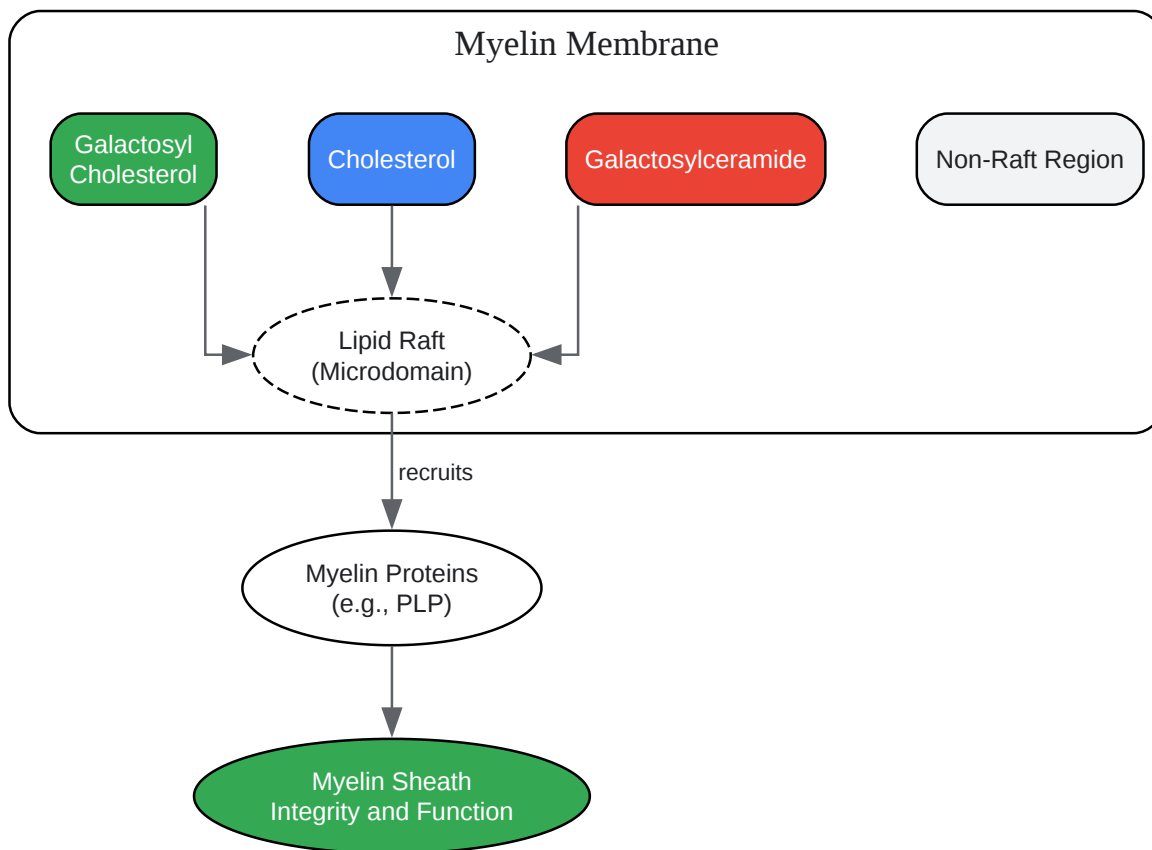 Myelin Membrane
Galactosyl
Cholesterol
Cholesterol
Galactosylceramide
Non-Raft Region
Lipid Raft
(Microdomain)
recruits
Myelin Proteins
(e.g., PLP)
Myelin Sheath
Integrity and Function